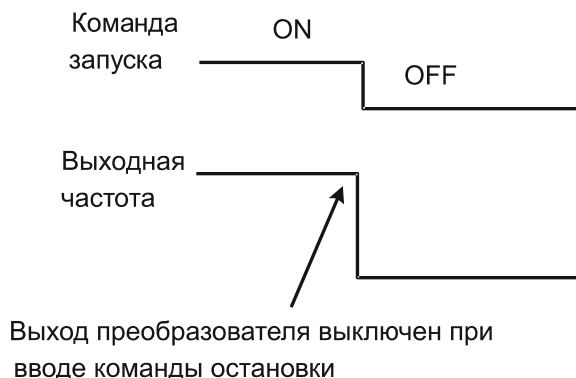 Команда
запуска
ON
OFF
Выходная
частота
Выход преобразователя выключен при
вводе команды остановки